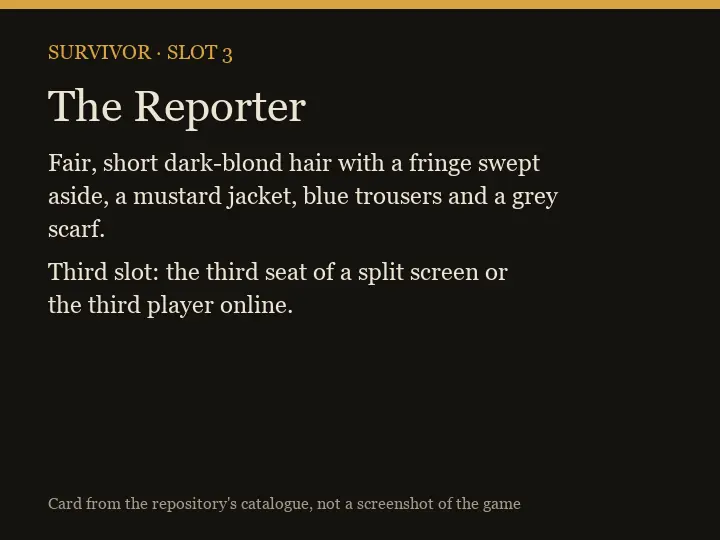 SURVIVOR · SLOT 3
The Reporter
Fair, short dark-blond hair with a fringe swept
aside, a mustard jacket, blue trousers and a grey
scarf.
Third slot: the third seat of a split screen or
the third player online.
Card from the repository's catalogue, not a screenshot of the game